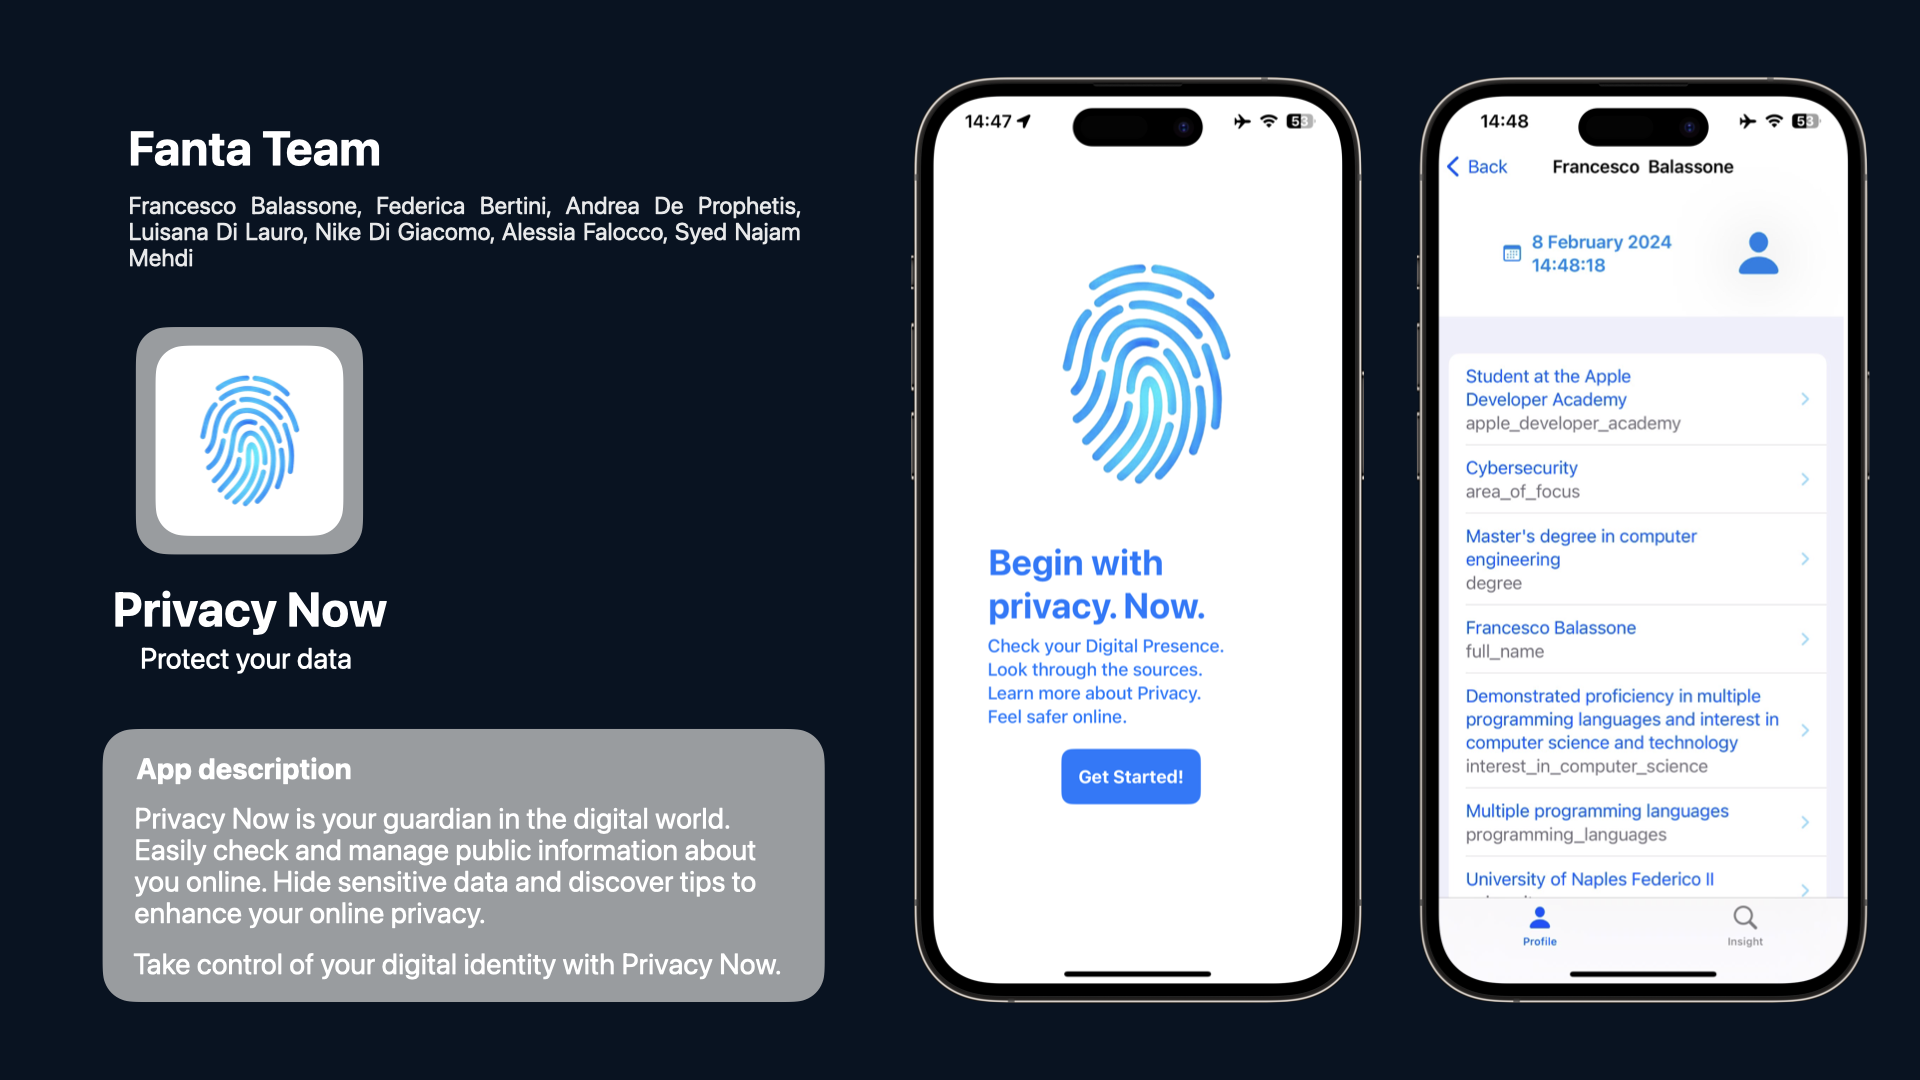 Fanta Team
Francesco Balassone, Federica Bertini, Andrea De Prophetis,
Luisana Di Lauro, Nike Di Giacomo, Alessia Falocco, Syed Najam
Mehdi
Privacy Now
Protect your data
App description
Privacy Now is your guardian in the digital world.
Easily check and manage public information about
you online. Hide sensitive data and discover tips to
enhance your online privacy.
Take control of your digital identity with Privacy Now.
14:47
53
Begin with
privacy. Now.
Check your Digital Presence.
Look through the sources.
Learn more about Privacy.
Feel safer online.
Get Started!
14:48
53
Back
Francesco Balassone
8 February 2024
14:48:18
Student at the Apple
Developer Academy
apple_developer_academy
Cybersecurity
area_of_focus
Master's degree in computer
engineering
degree
Francesco Balassone
full_name
Demonstrated proficiency in multiple
programming languages and interest in
computer science and technology
interest_in_computer_science
Multiple programming languages
programming_languages
University of Naples Federico II
Profile
Insight